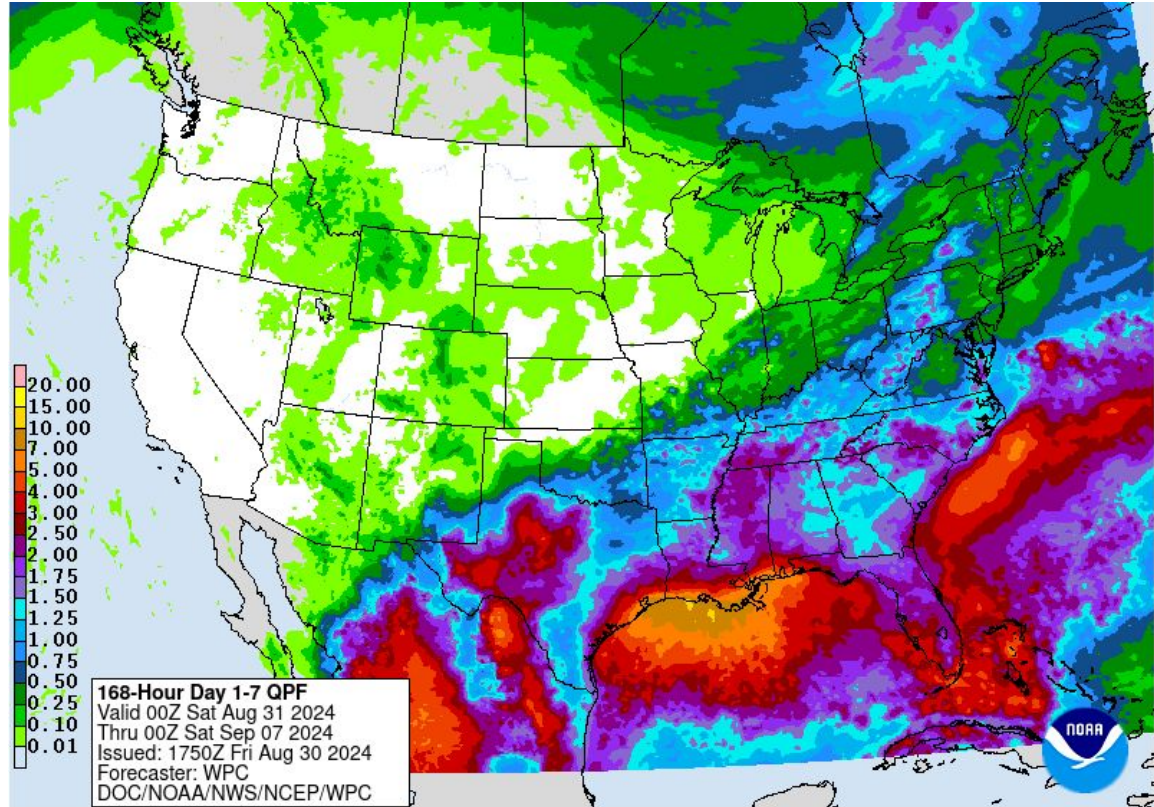 20.00
15.00
10.00
7.00
5.00
4.00
3.00
2.50
2.00
1.75
1.50
1.25
1.00
0.75
0.50
0.25
0.10
0.01
168-Hour Day 1-7 QPF
Valid 00Z Sat Aug 31 2024
Thru 00Z Sat Sep 07 2024
Issued: 1750Z Fri Aug 30 2024
Forecaster: WPC
DOC/NOAA/NWS/NCEP/WPC
NOAA